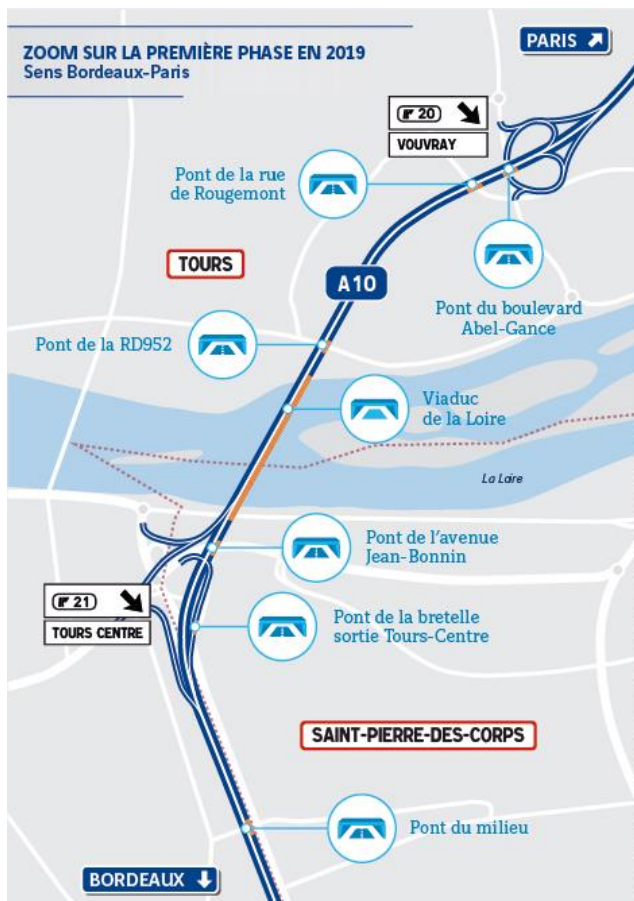 ZOOM SUR LA PREMIÈRE PHASE EN 2019
Sens Bordeaux-Paris
PARIS
20
VOUVRAY
Pont de la rue
de Rougemont
TOURS
A10
Pont du boulevard
Abel-Gance
Pont de la RD952
Viaduc
de la Loire
La Loire
Pont de l'avenue
Jean-Bonnin
21
TOURS CENTRE
Pont de la bretelle
sortie Tours-Centre
SAINT-PIERRE-DES-CORPS
Pont du milieu
BORDEAUX